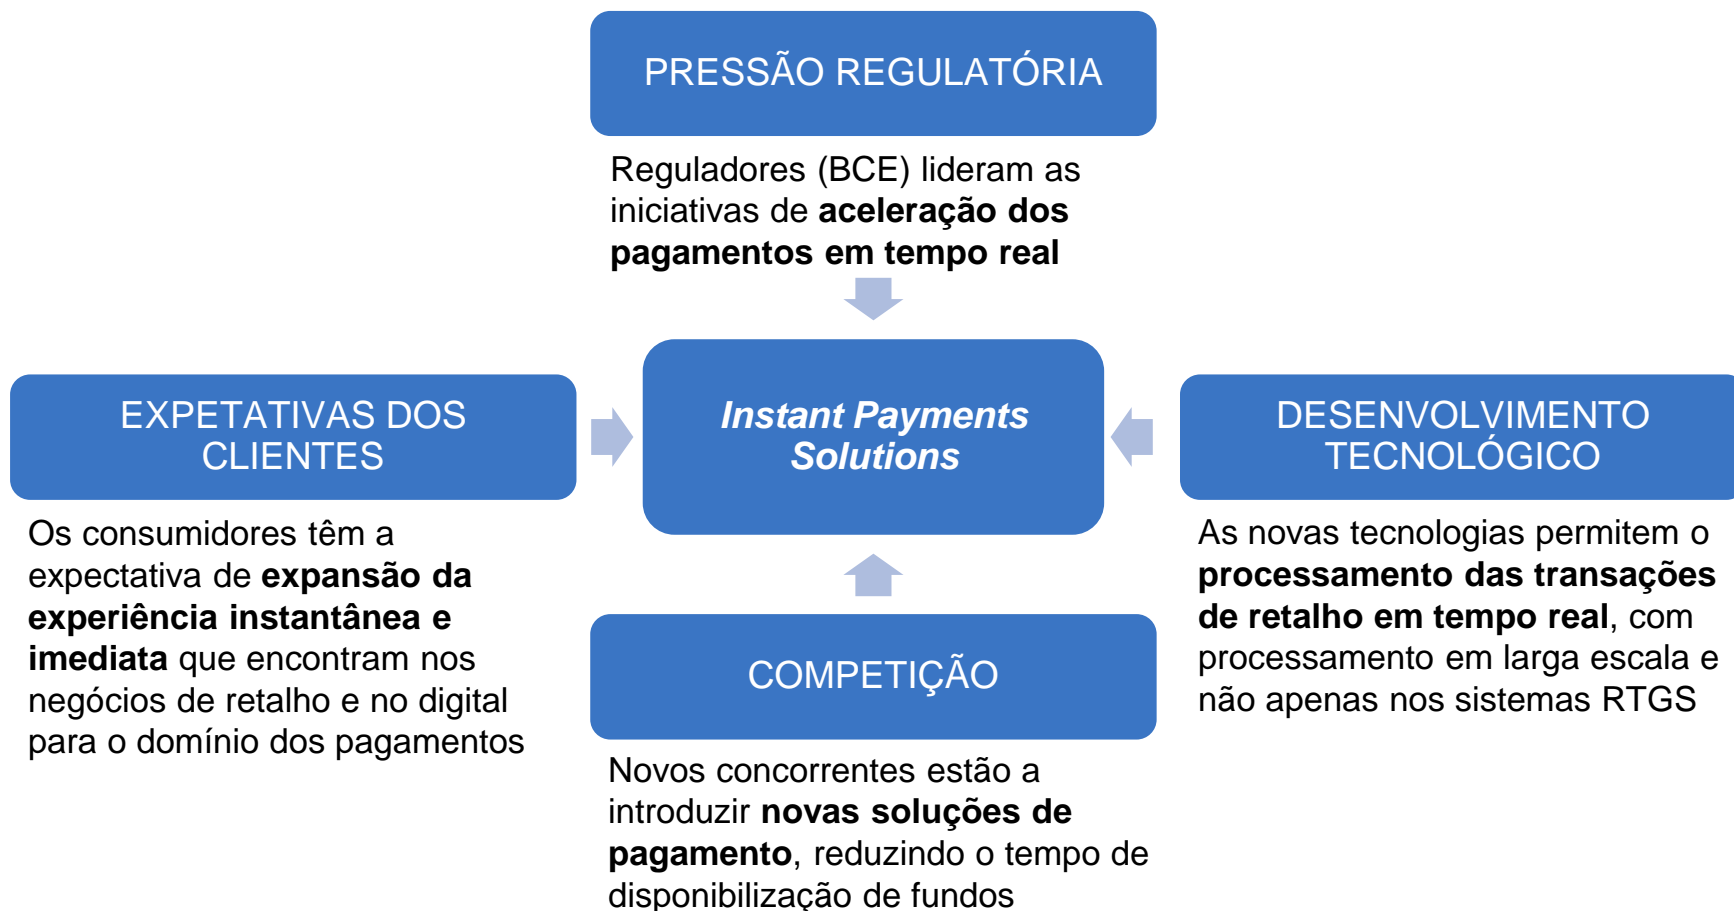 PRESSÃO REGULATÓRIA
Reguladores (BCE) lideram as
iniciativas de aceleração dos
pagamentos em tempo real
EXPETATIVAS DOS
CLIENTES
Os consumidores têm a
expectativa de expansão da
experiência instantânea e
imediata que encontram nos
negócios de retalho e no digital
para o domínio dos pagamentos
Instant Payments
Solutions
DESENVOLVIMENTO
TECNOLÓGICO
As novas tecnologias permitem o
processamento das transações
de retalho em tempo real, com
processamento em larga escala e
não apenas nos sistemas RTGS
COMPETIÇÃO
Novos concorrentes estão a
introduzir novas soluções de
pagamento, reduzindo o tempo de
disponibilização de fundos